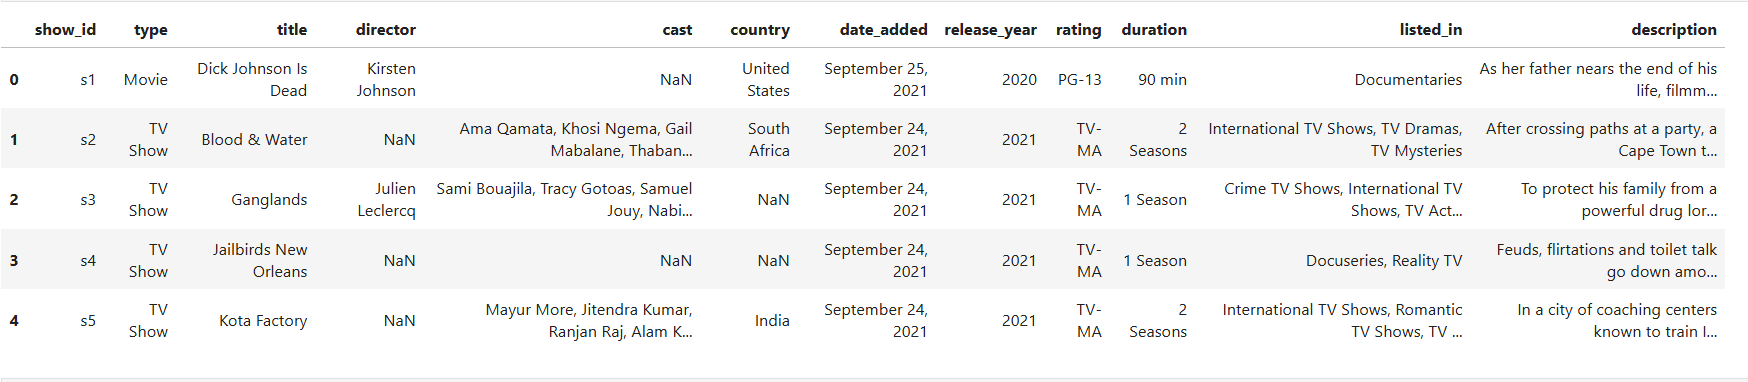 show_id type title director cast country date_added release_year rating duration listed_in description
0 s1 Movie Dick Johnson Is Dead Kirsten Johnson NaN United States September 25, 2021 2020 PG-13 90 min Documentaries As her father nears the end of his life, filmm...
1 s2 TV Show Blood & Water NaN Ama Qamata, Khosi Ngema, Gail Mabalane, Thaban... South Africa September 24, 2021 2021 TV-MA 2 Seasons International TV Shows, TV Dramas, TV Mysteries After crossing paths at a party, a Cape Town t...
2 s3 TV Show Ganglands Julien Leclercq Sami Bouajila, Tracy Gotoas, Samuel Jouy, Nabi... NaN September 24, 2021 2021 TV-MA 1 Season Crime TV Shows, International TV Shows, TV Act... To protect his family from a powerful drug lor...
3 s4 TV Show Jailbirds New Orleans NaN NaN NaN September 24, 2021 2021 TV-MA 1 Season Docuseries, Reality TV Feuds, flirtations and toilet talk go down amo...
4 s5 TV Show Kota Factory NaN Mayur More, Jitendra Kumar, Ranjan Raj, Alam K... India September 24, 2021 2021 TV-MA 2 Seasons International TV Shows, Romantic TV Shows, TV ... In a city of coaching centers known to train I...